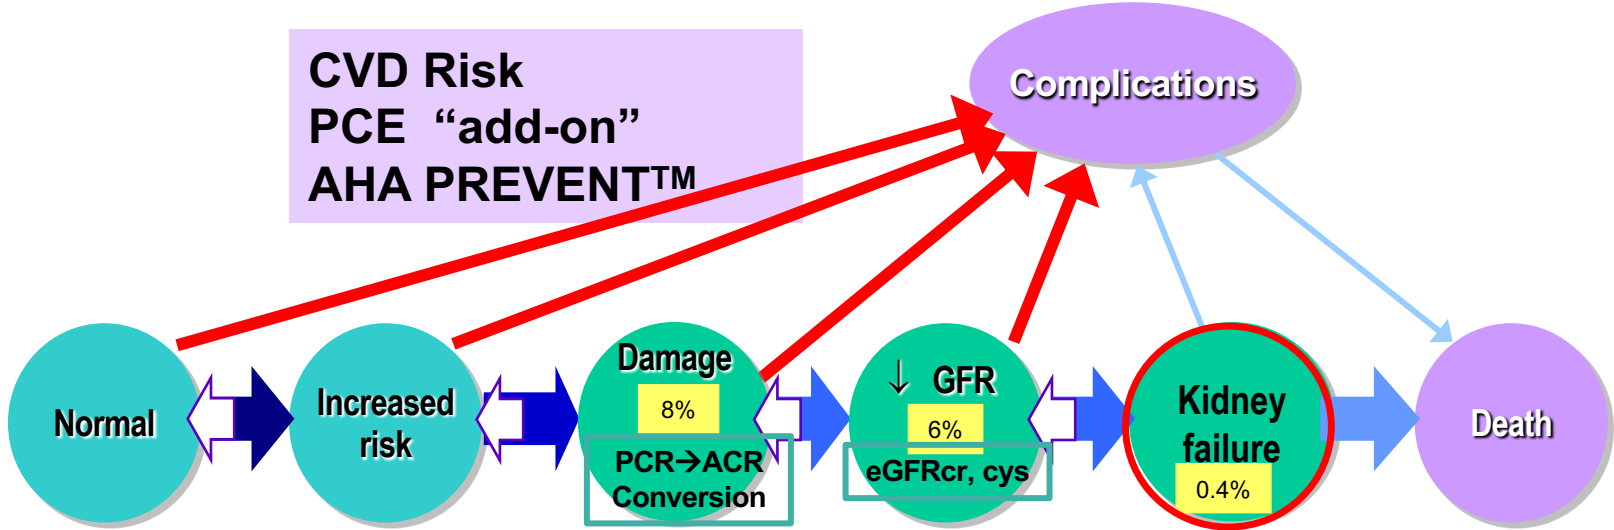 CVD Risk
PCE “add-on”
AHA PREVENT™
Complications
Normal
Increased
risk
Damage
8%
PCR→ACR
Conversion
↓ GFR
6%
eGFRcr, cys
Kidney
failure
0.4%
Death